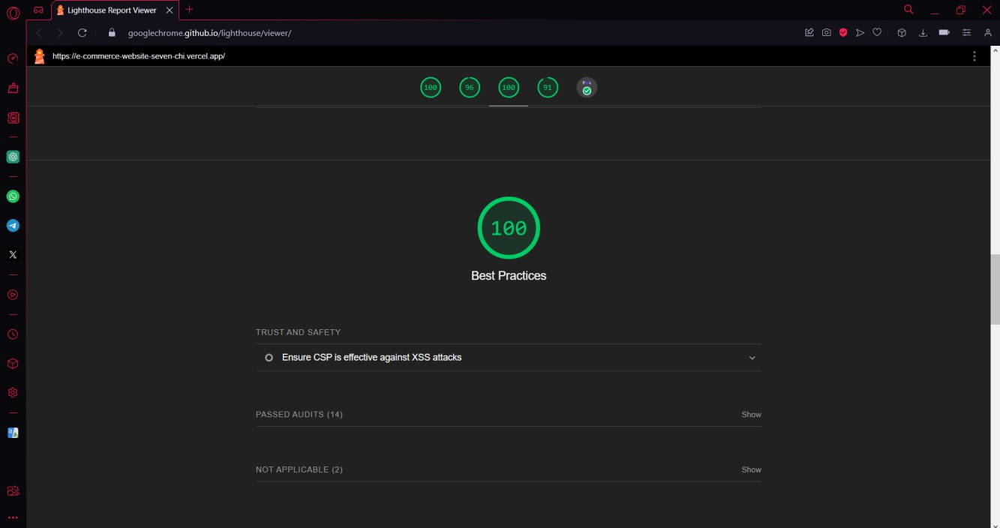 Lighthouse Report Viewer
googlechrome.github.io/lighthouse/viewer/
https://e-commerce-website-seven-chi.vercel.app/
100 96 100 91
100
Best Practices
TRUST AND SAFETY
Ensure CSP is effective against XSS attacks
PASSED AUDITS (14) Show
NOT APPLICABLE (2) Show